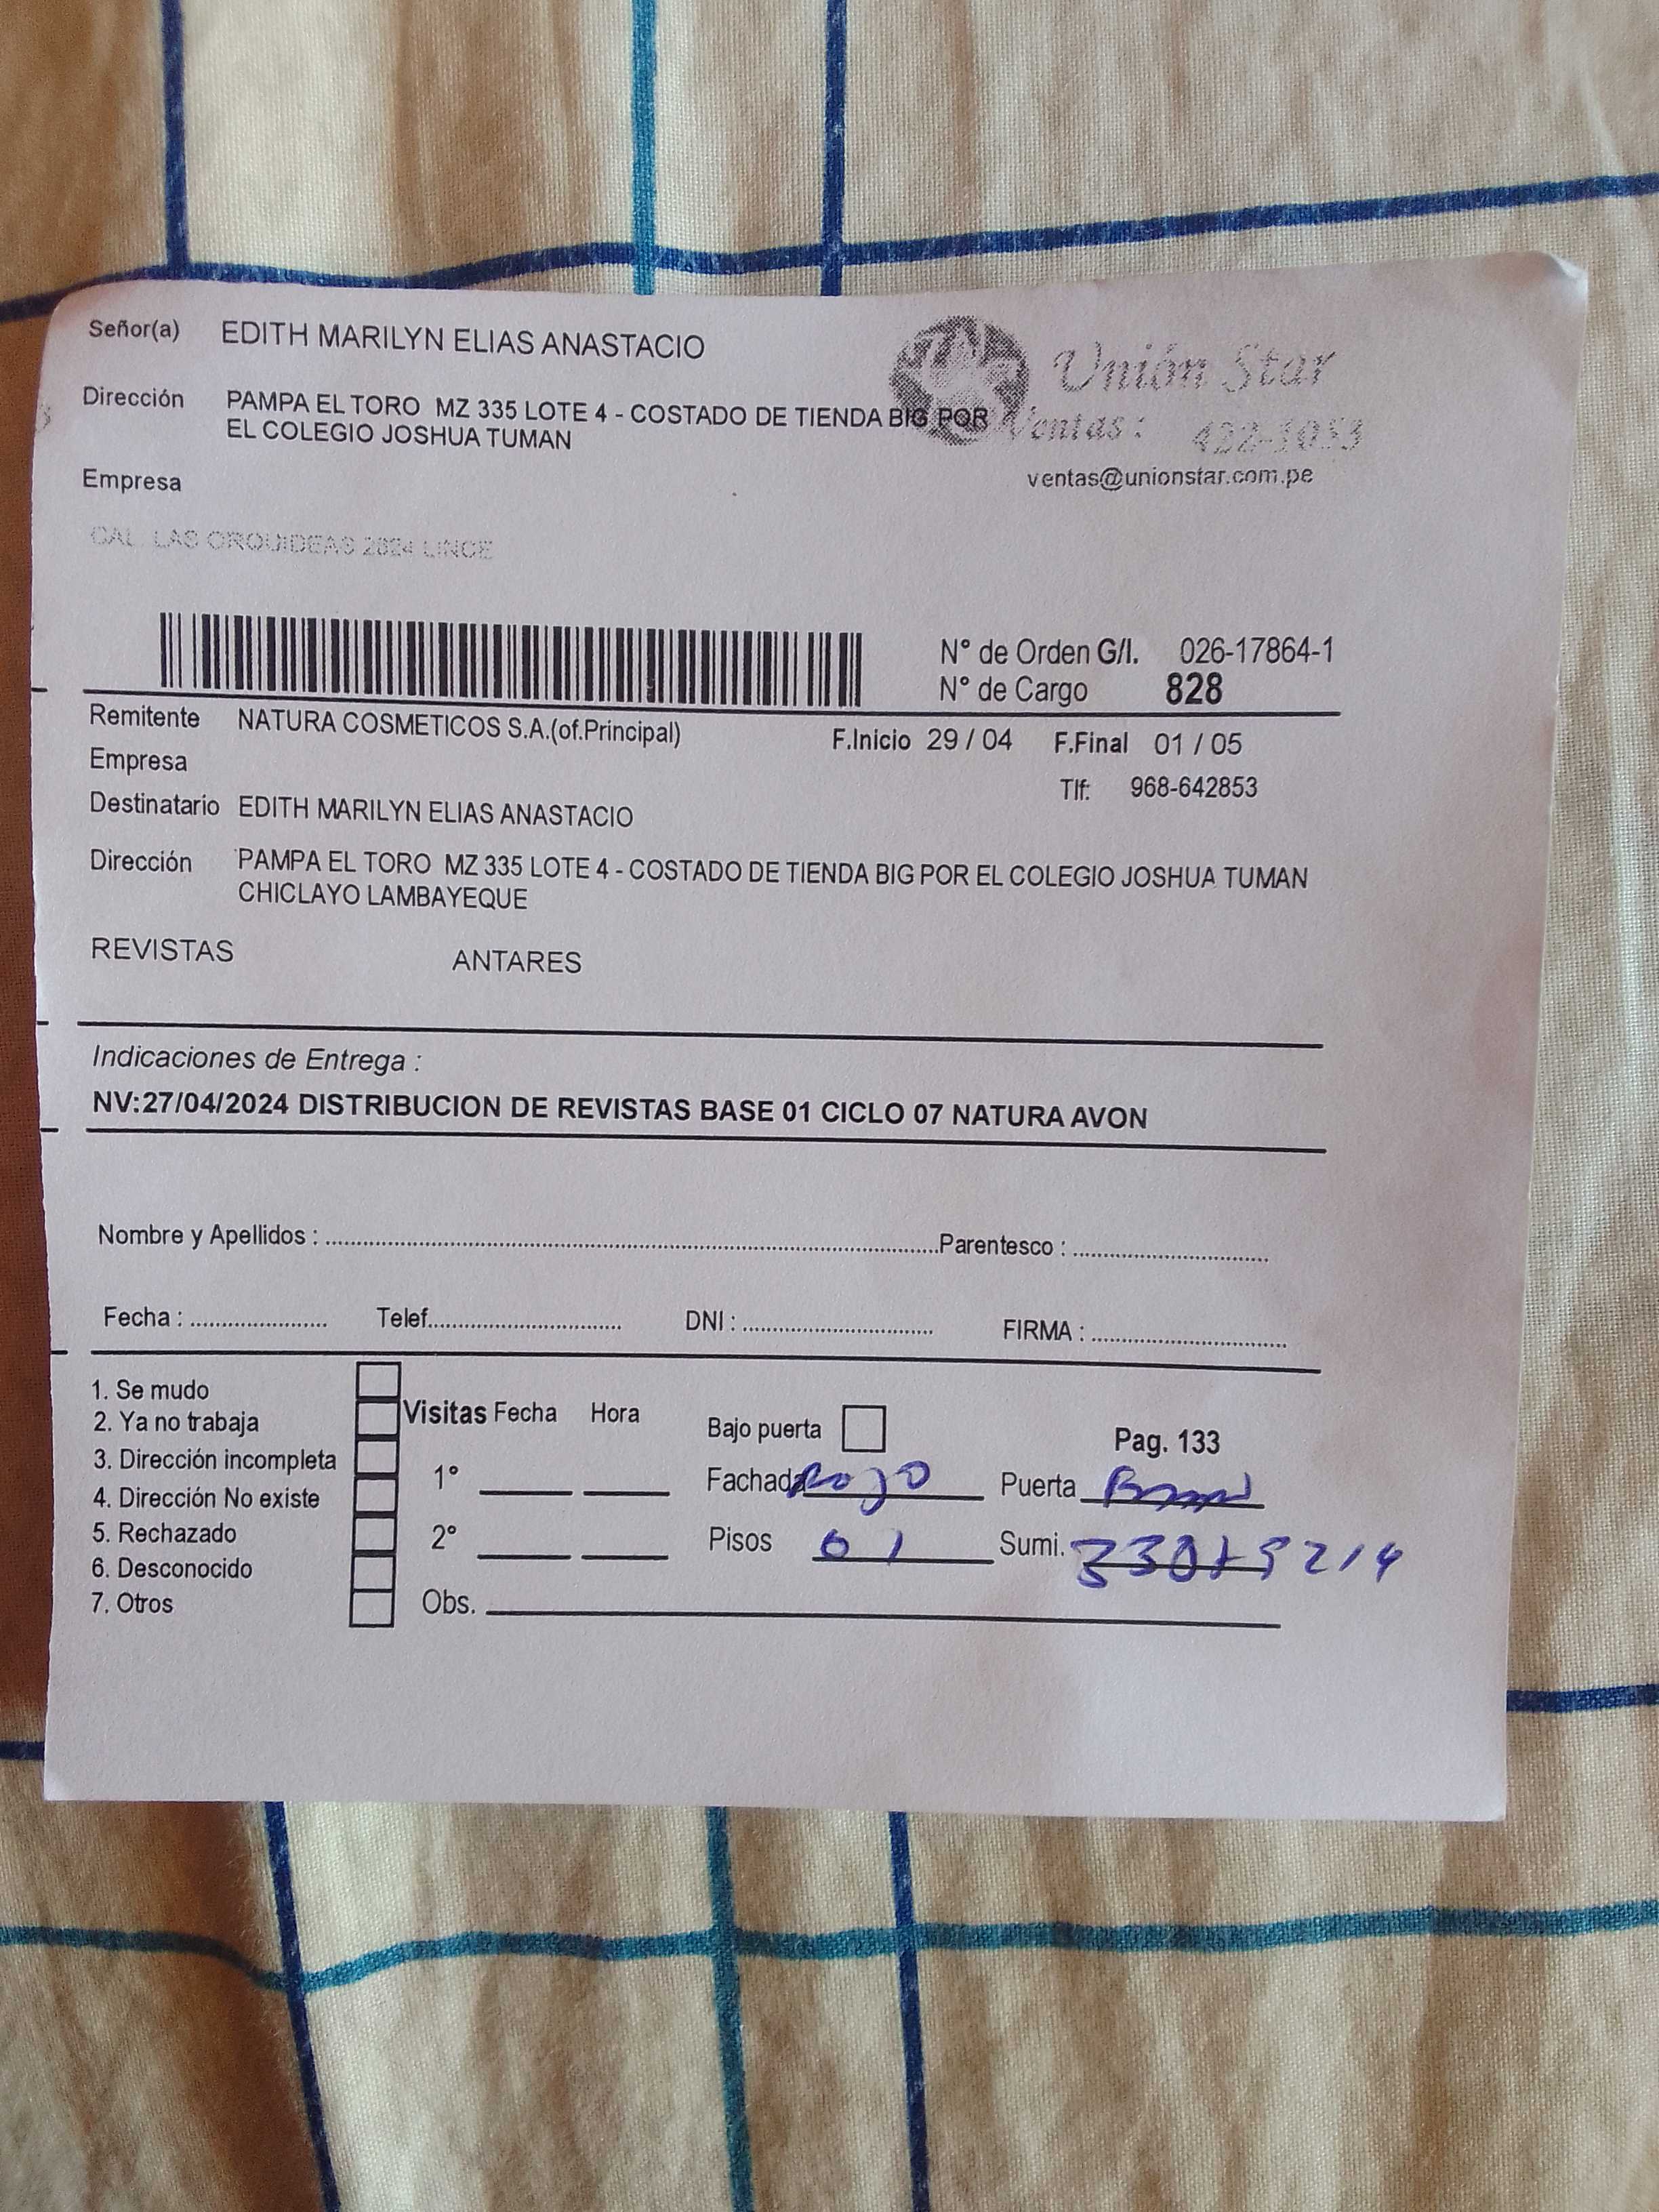 Señor(a) EDITH MARILYN ELIAS ANASTACIO
Unión Star
Dirección PAMPA EL TORO MZ 335 LOTE 4 - COSTADO DE TIENDA BIG POR
EL COLEGIO JOSHUA TUMAN
Ventas: 422-1053
ventas@unionstar.com.pe
Empresa
CAL. LAS ORQUIDEAS 2624 LINCE
N° de Orden G/I. 026-17864-1
N° de Cargo 828
Remitente NATURA COSMETICOS S.A.(of.Principal)
F.Inicio 29 / 04 F.Final 01 / 05
Empresa
Tlf: 968-642853
Destinatario EDITH MARILYN ELIAS ANASTACIO
Dirección PAMPA EL TORO MZ 335 LOTE 4 - COSTADO DE TIENDA BIG POR EL COLEGIO JOSHUA TUMAN
CHICLAYO LAMBAYEQUE
REVISTAS ANTARES
Indicaciones de Entrega :
NV:27/04/2024 DISTRIBUCION DE REVISTAS BASE 01 CICLO 07 NATURA AVON
Nombre y Apellidos : Parentesco :
Fecha : Telef. DNI : FIRMA :
1. Se mudo
2. Ya no trabaja
3. Dirección incompleta
4. Dirección No existe
5. Rechazado
6. Desconocido
7. Otros
Visitas Fecha Hora
1°
2°
Obs.
Bajo puerta
Pag. 133
Fachada Rojo Puerta
Pisos 01 Sumi.